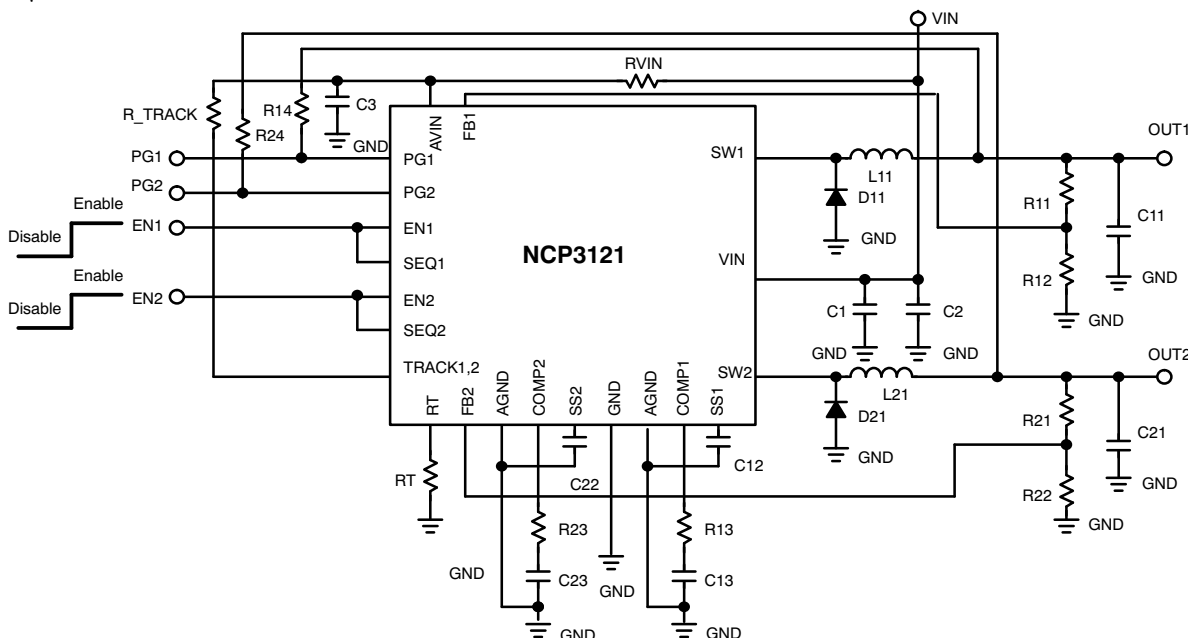 VIN
RVIN
R_TRACK
R14
C3
R24
GND
AVIN
FB1
OUT1
PG1
PG1
SW1
L11
PG2
PG2
D11
R11
C11
Enable
EN1
EN1
Disable
SEQ1
GND
NCP3121
VIN
R12
GND
Enable
EN2
EN2
Disable
SEQ2
C1
C2
GND
GND
GND
OUT2
TRACK1,2
SW2
L21
RT
FB2
AGND
COMP2
SS2
GND
AGND
COMP1
SS1
D21
R21
C21
GND
RT
C22
C12
R22
GND
GND
R23
R13
GND
C23
GND
C13
GND
GND